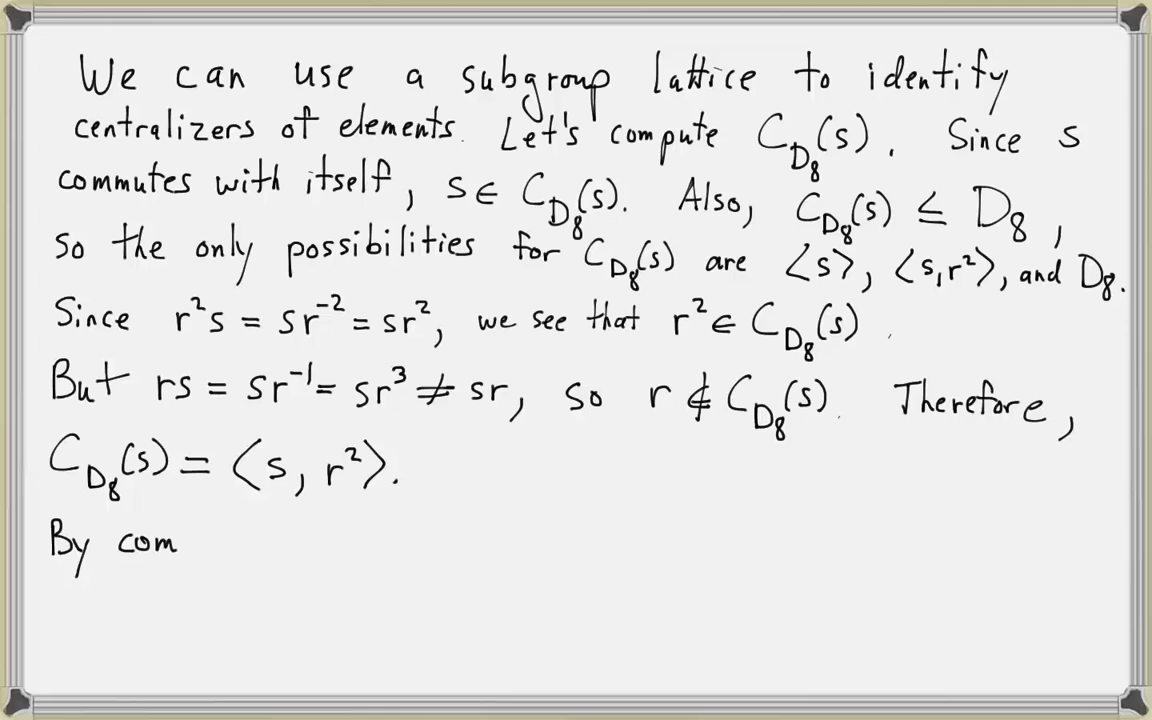 We can use a subgroup lattice to identify
centralizers of elements. Let's compute C_{D_8}(s). Since s
commutes with itself, s ∈ C_{D_8}(s). Also, C_{D_8}(s) ≤ D_8,
so the only possibilities for C_{D_8}(s) are ⟨s⟩, ⟨s, r²⟩, and D_8.
Since r²s = sr⁻² = sr², we see that r² ∈ C_{D_8}(s).
But rs = sr⁻¹ = sr³ ≠ sr, so r ∉ C_{D_8}(s). Therefore,
C_{D_8}(s) = ⟨s, r²⟩.
By com